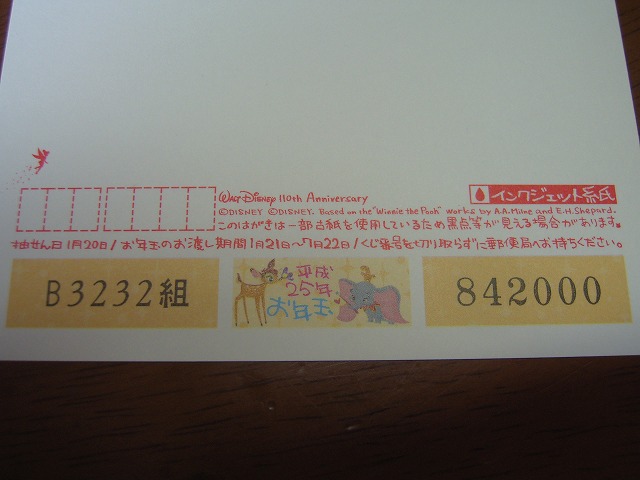 WALT DISNEY 110th Anniversary
インクジェット紙
©DISNEY ©DISNEY. Based on the "Winnie the Pooh" works by A.A.Milne and E.H.Shepard.
このはがきは一部古紙を使用しているため黒点等が見える場合があります。
抽せん日1月20日/お年玉のお渡し期間1月21日~7月22日/くじ番号を切り取らずに郵便局へお持ちください。
B3232組
平成
25年
お年玉
842000